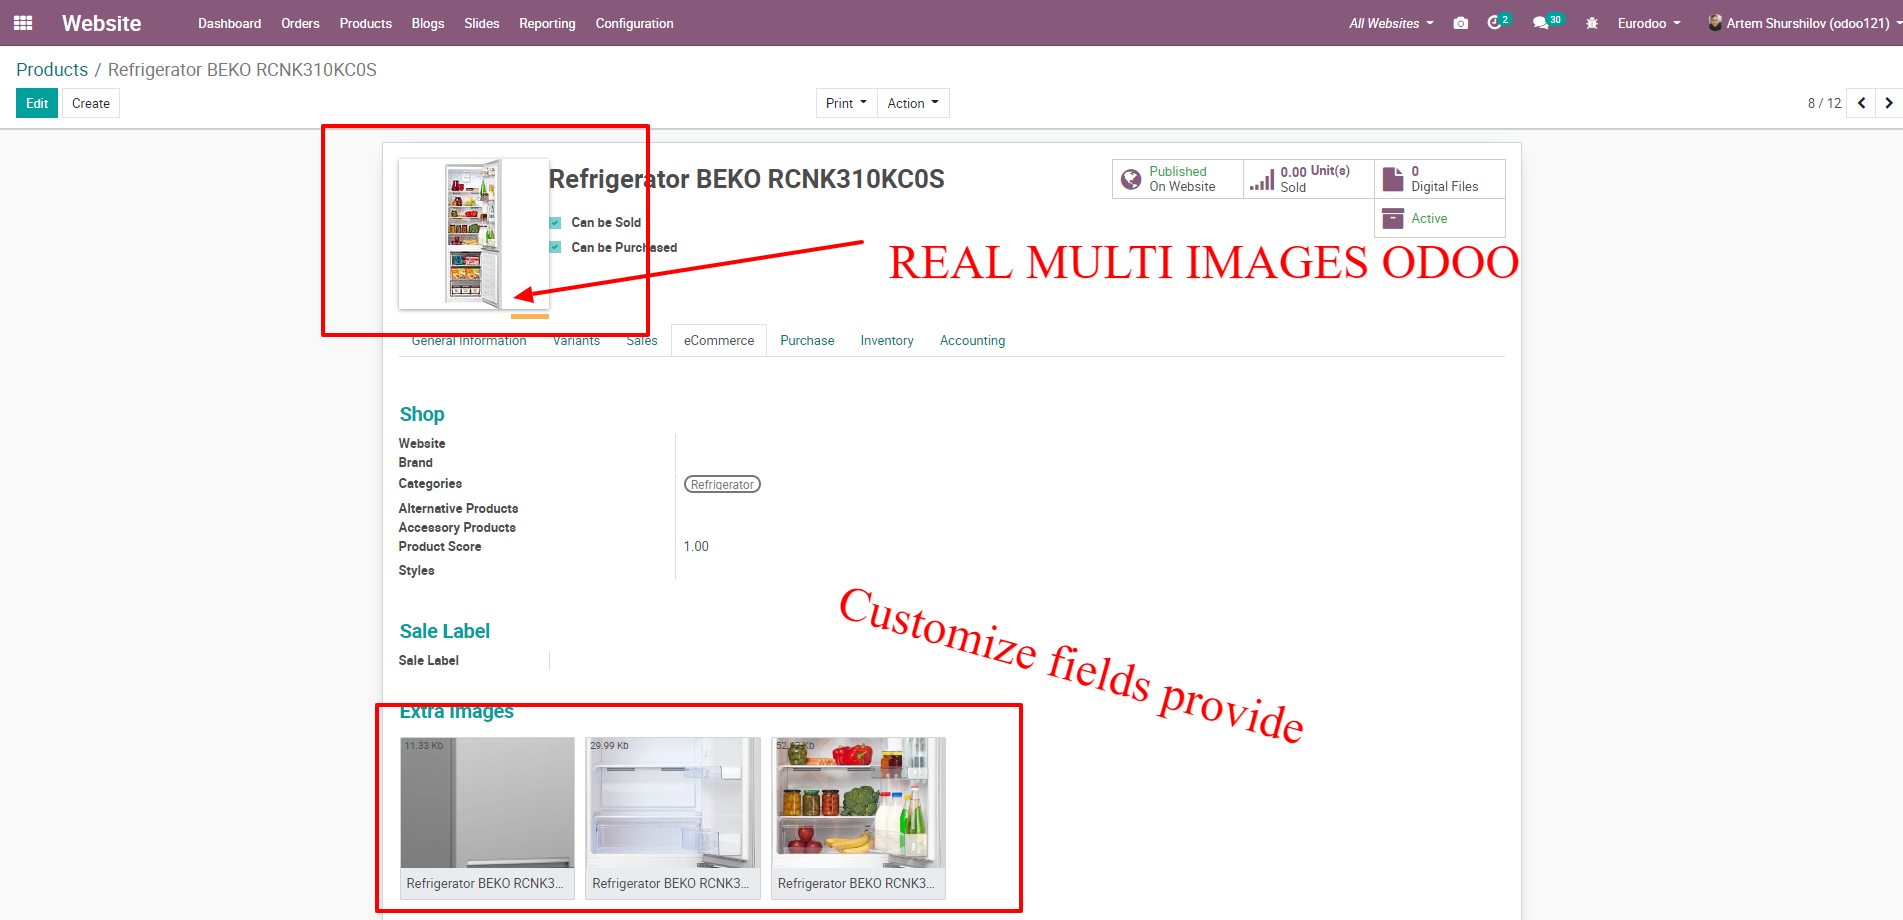 Website Dashboard Orders Products Blogs Slides Reporting Configuration All Websites 2 30 Eurodoo Artem Shurshilov (odoo121)
Products / Refrigerator BEKO RCNK310KC0S
Edit Create Print Action 8 / 12
Refrigerator BEKO RCNK310KC0S
Published
On Website
0.00 Unit(s)
Sold
0
Digital Files
Active
Can be Sold
Can be Purchased
REAL MULTI IMAGES ODOO
General Information Variants Sales eCommerce Purchase Inventory Accounting
Shop
Website
Brand
Categories Refrigerator
Alternative Products
Accessory Products
Product Score 1.00
Styles
Customize fields provide
Sale Label
Sale Label
Extra Images
11.33 Kb 29.99 Kb Kb
Refrigerator BEKO RCNK3... Refrigerator BEKO RCNK3... Refrigerator BEKO RCNK3...